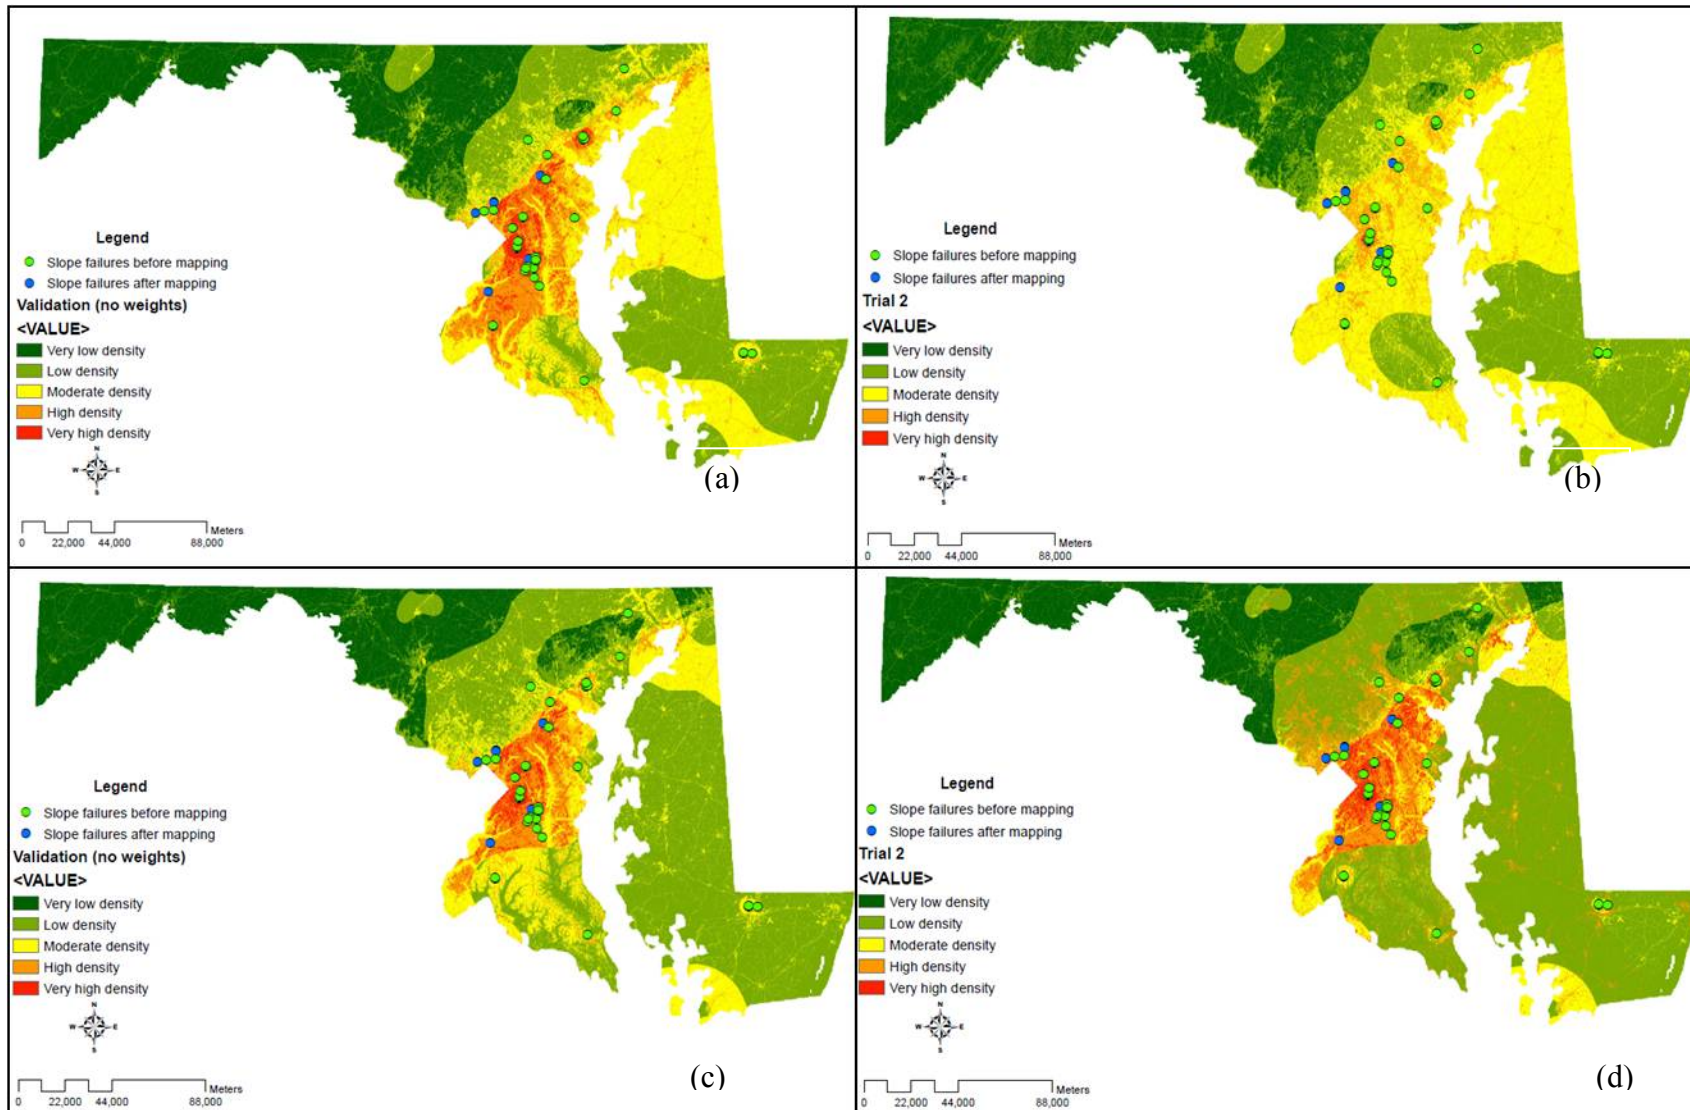 Legend
Slope failures before mapping
Slope failures after mapping
Validation (no weights)
<VALUE>
Very low density
Low density
Moderate density
High density
Very high density
N
W E
S
Meters
0 22,000 44,000 88,000
(a)
Legend
Slope failures before mapping
Slope failures after mapping
Trial 2
<VALUE>
Very low density
Low density
Moderate density
High density
Very high density
N
W E
S
Meters
0 22,000 44,000 88,000
(b)
Legend
Slope failures before mapping
Slope failures after mapping
Validation (no weights)
<VALUE>
Very low density
Low density
Moderate density
High density
Very high density
N
W E
S
Meters
0 22,000 44,000 88,000
(c)
Legend
Slope failures before mapping
Slope failures after mapping
Trial 2
<VALUE>
Very low density
Low density
Moderate density
High density
Very high density
N
W E
S
Meters
0 22,000 44,000 88,000
(d)